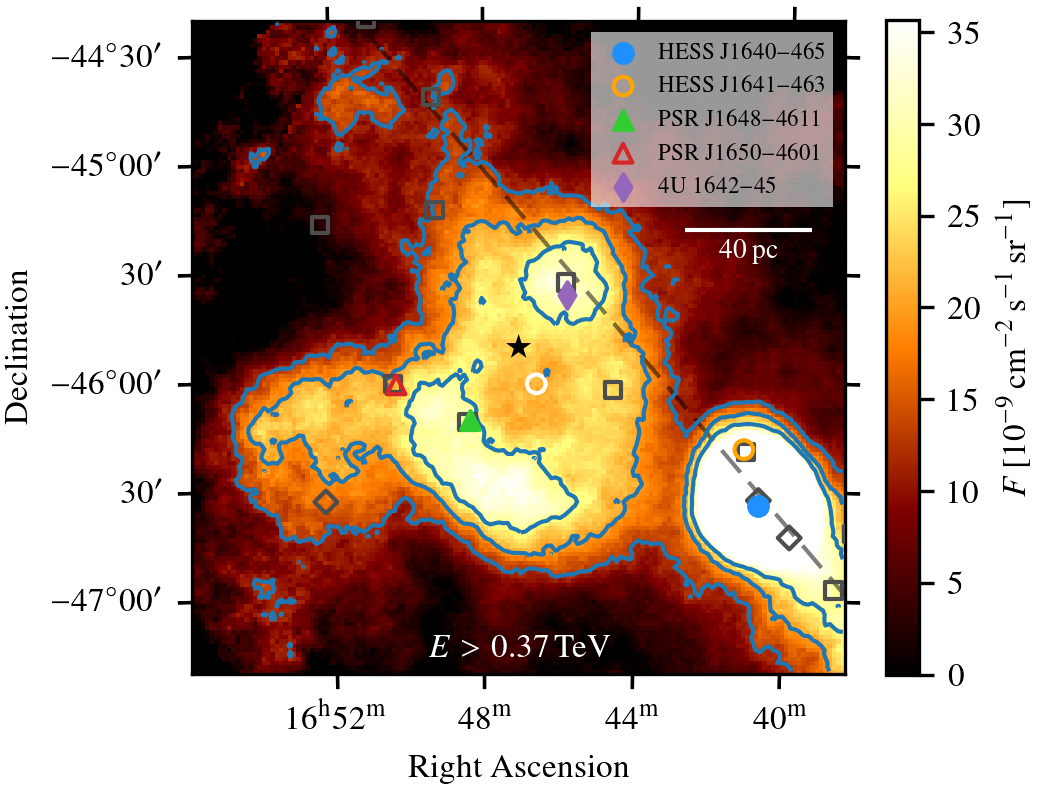 −44°30′
−45°00′
30′
−46°00′
30′
−47°00′
Declination
HESS J1640−465
HESS J1641−463
PSR J1648−4611
PSR J1650−4601
4U 1642−45
40 pc
E > 0.37 TeV
16ʰ52ᵐ
48ᵐ
44ᵐ
40ᵐ
Right Ascension
35
30
25
20
15
10
5
0
F [10⁻⁹ cm⁻² s⁻¹ sr⁻¹]